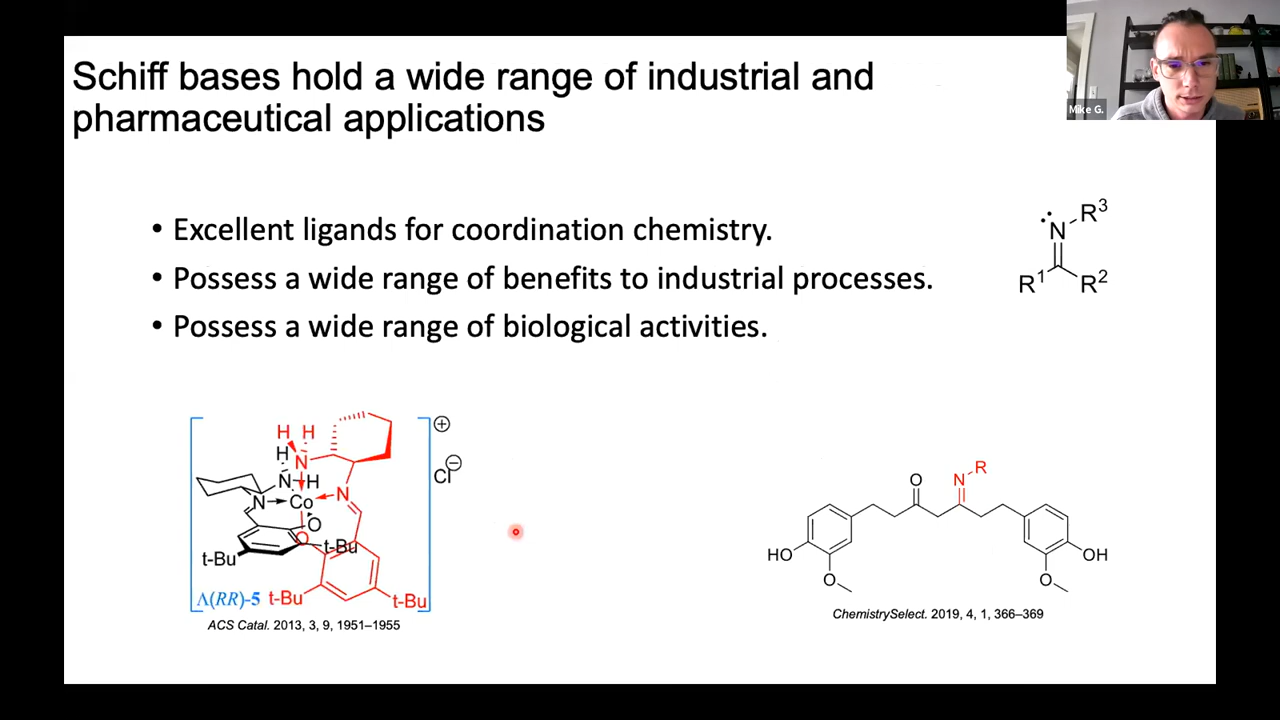 Schiff bases hold a wide range of industrial and
pharmaceutical applications
Mike G.
• Excellent ligands for coordination chemistry.
• Possess a wide range of benefits to industrial processes.
• Possess a wide range of biological activities.
R3
N
R1
R2
H H
H
N
N H
N
N
Co
O
O
t-Bu
t-Bu
Λ(RR)-5
t-Bu
t-Bu
+
Cl−
ACS Catal. 2013, 3, 9, 1951–1955
O
N
R
HO
OH
O
O
ChemistrySelect. 2019, 4, 1, 366–369